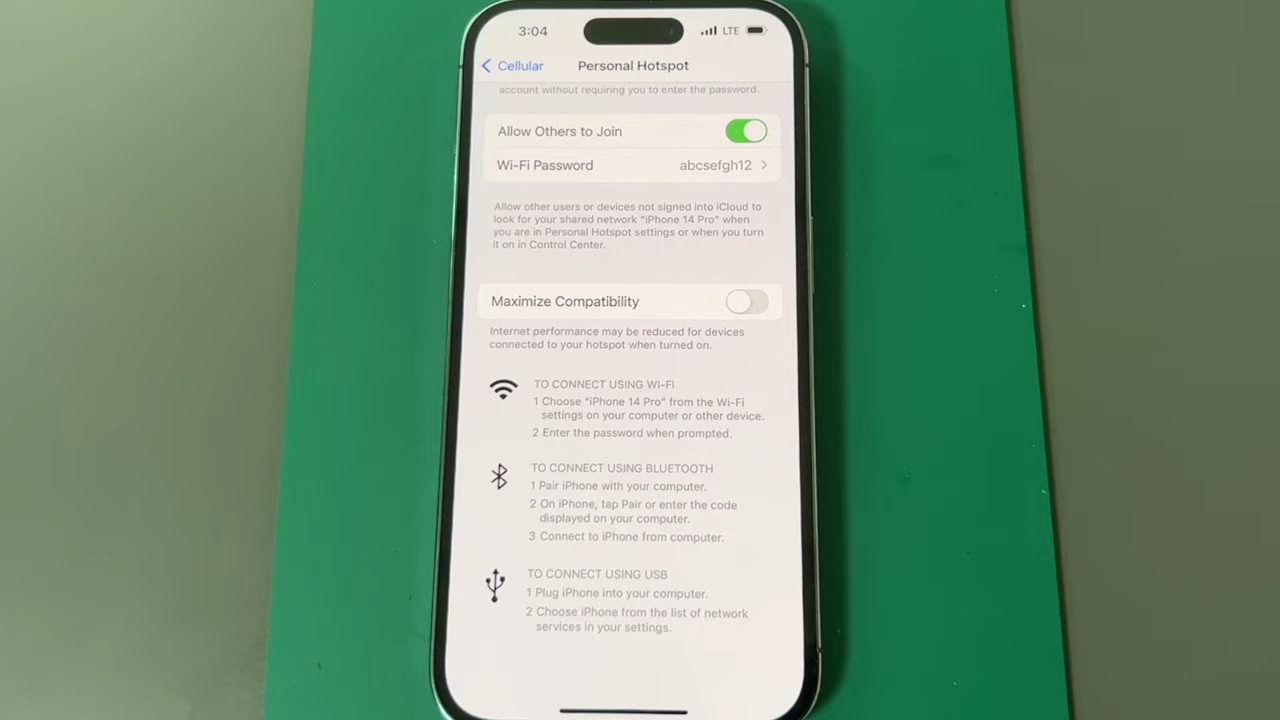 3:04 LTE
Cellular Personal Hotspot
account without requiring you to enter the password.
Allow Others to Join
Wi-Fi Password abcsefgh12
Allow other users or devices not signed into iCloud to
look for your shared network “iPhone 14 Pro” when
you are in Personal Hotspot settings or when you turn
it on in Control Center.
Maximize Compatibility
Internet performance may be reduced for devices
connected to your hotspot when turned on.
TO CONNECT USING WI-FI
1 Choose “iPhone 14 Pro” from the Wi-Fi
settings on your computer or other device.
2 Enter the password when prompted.
TO CONNECT USING BLUETOOTH
1 Pair iPhone with your computer.
2 On iPhone, tap Pair or enter the code
displayed on your computer.
3 Connect to iPhone from computer.
TO CONNECT USING USB
1 Plug iPhone into your computer.
2 Choose iPhone from the list of network
services in your settings.